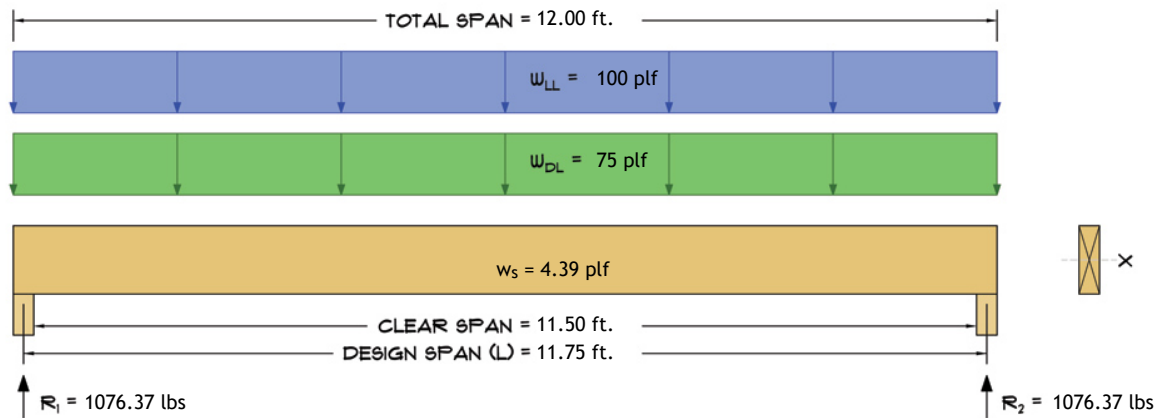 TOTAL SPAN = 12.00 ft.
wLL = 100 plf
wDL = 75 plf
ws = 4.39 plf
X
CLEAR SPAN = 11.50 ft.
DESIGN SPAN (L) = 11.75 ft.
R1 = 1076.37 lbs
R2 = 1076.37 lbs